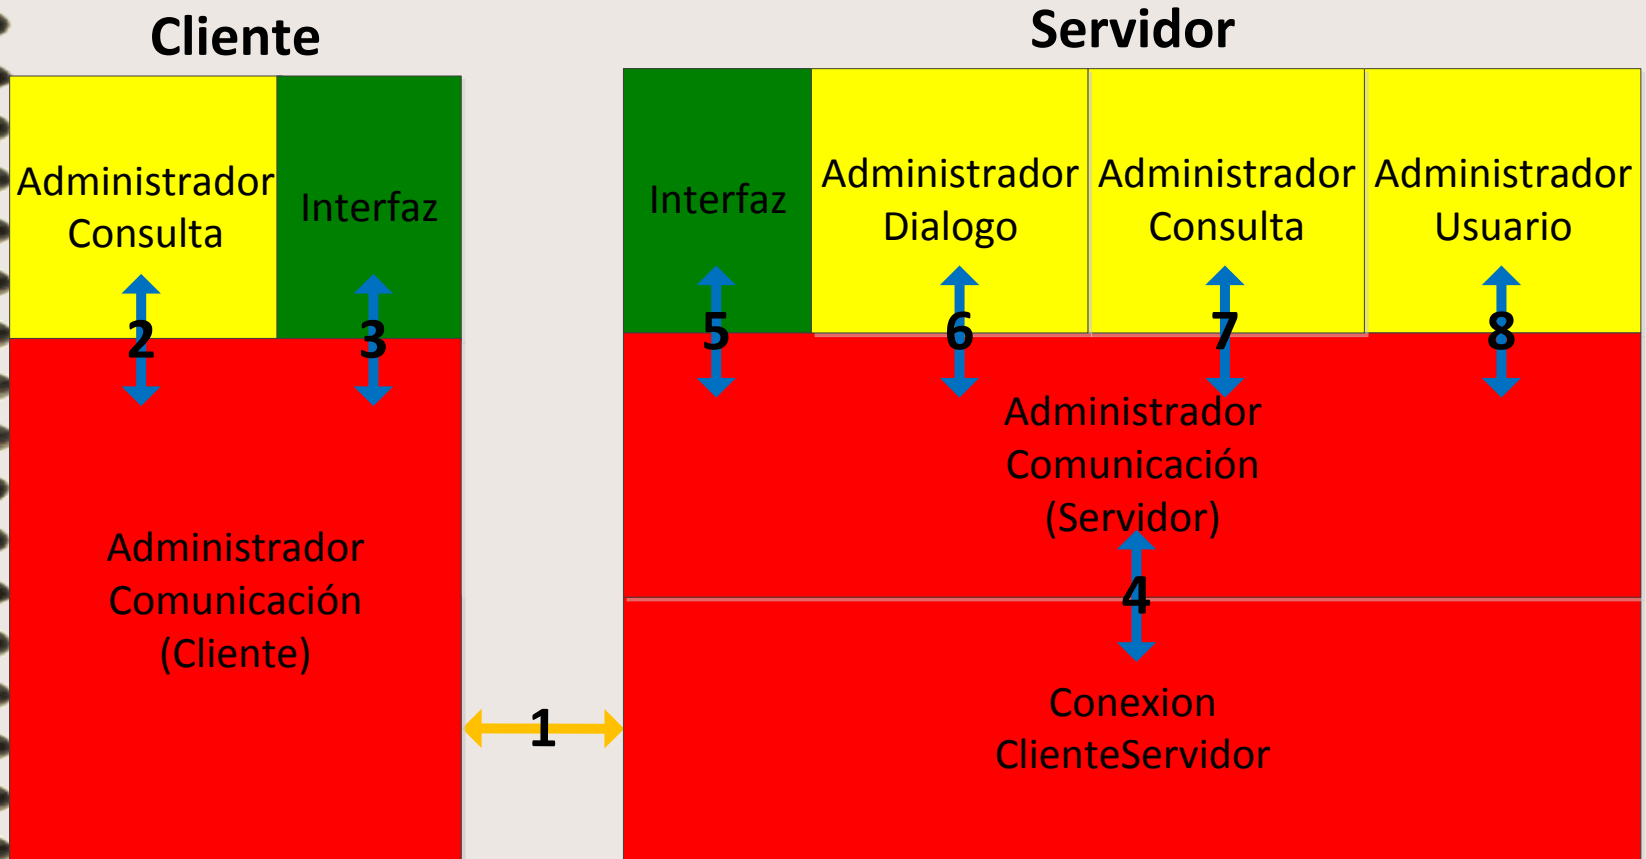 Cliente
Servidor
Administrador
Consulta
Interfaz
2
3
Administrador
Comunicación
(Cliente)
1
Interfaz
Administrador
Dialogo
Administrador
Consulta
Administrador
Usuario
5
6
7
8
Administrador
Comunicación
(Servidor)
4
Conexion
ClienteServidor